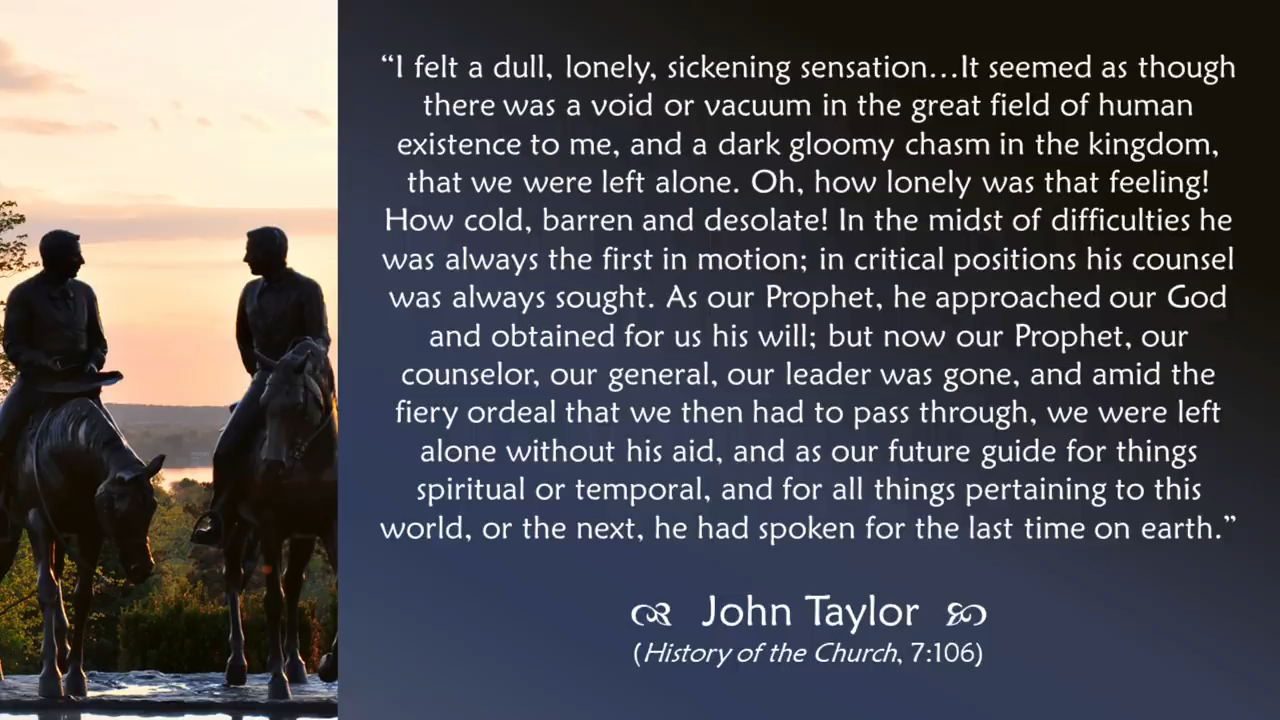 “I felt a dull, lonely, sickening sensation…It seemed as though
there was a void or vacuum in the great field of human
existence to me, and a dark gloomy chasm in the kingdom,
that we were left alone. Oh, how lonely was that feeling!
How cold, barren and desolate! In the midst of difficulties he
was always the first in motion; in critical positions his counsel
was always sought. As our Prophet, he approached our God
and obtained for us his will; but now our Prophet, our
counselor, our general, our leader was gone, and amid the
fiery ordeal that we then had to pass through, we were left
alone without his aid, and as our future guide for things
spiritual or temporal, and for all things pertaining to this
world, or the next, he had spoken for the last time on earth.”
John Taylor
(History of the Church, 7:106)